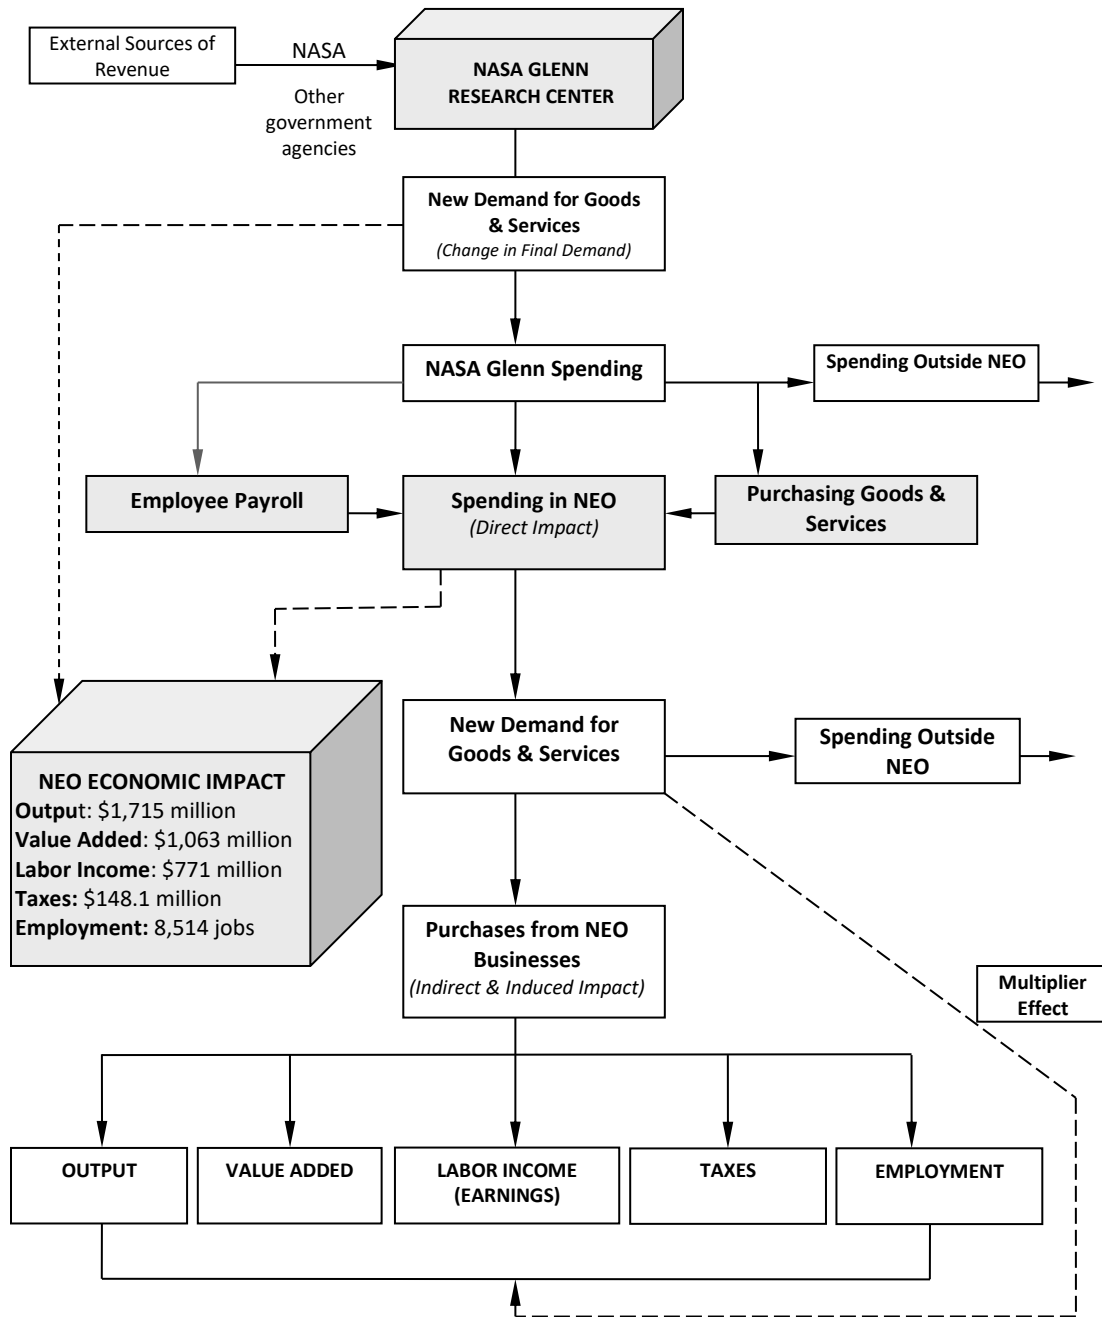 External Sources of
Revenue
NASA
Other
government
agencies
NASA GLENN
RESEARCH CENTER
New Demand for Goods
& Services
(Change in Final Demand)
NASA Glenn Spending
Spending Outside NEO
Employee Payroll
Spending in NEO
(Direct Impact)
Purchasing Goods &
Services
New Demand for
Goods & Services
Spending Outside
NEO
NEO ECONOMIC IMPACT
Output: $1,715 million
Value Added: $1,063 million
Labor Income: $771 million
Taxes: $148.1 million
Employment: 8,514 jobs
Purchases from NEO
Businesses
(Indirect & Induced Impact)
Multiplier
Effect
OUTPUT
VALUE ADDED
LABOR INCOME
(EARNINGS)
TAXES
EMPLOYMENT